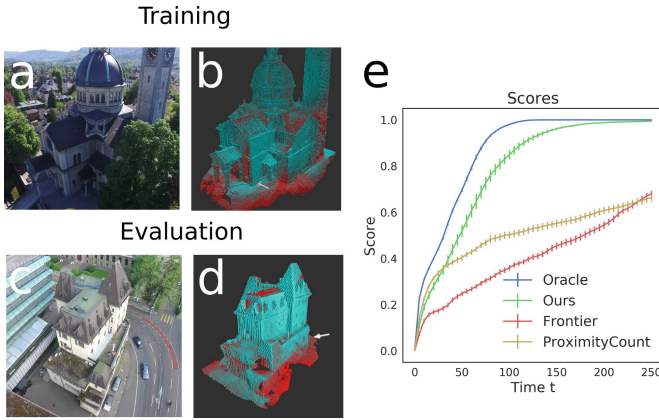 Training
a
b
e
Scores
Evaluation
c
d
Score
1.0
0.8
0.6
0.4
0.2
0.0
Oracle
Ours
Frontier
ProximityCount
0 50 100 150 200 250
Time t